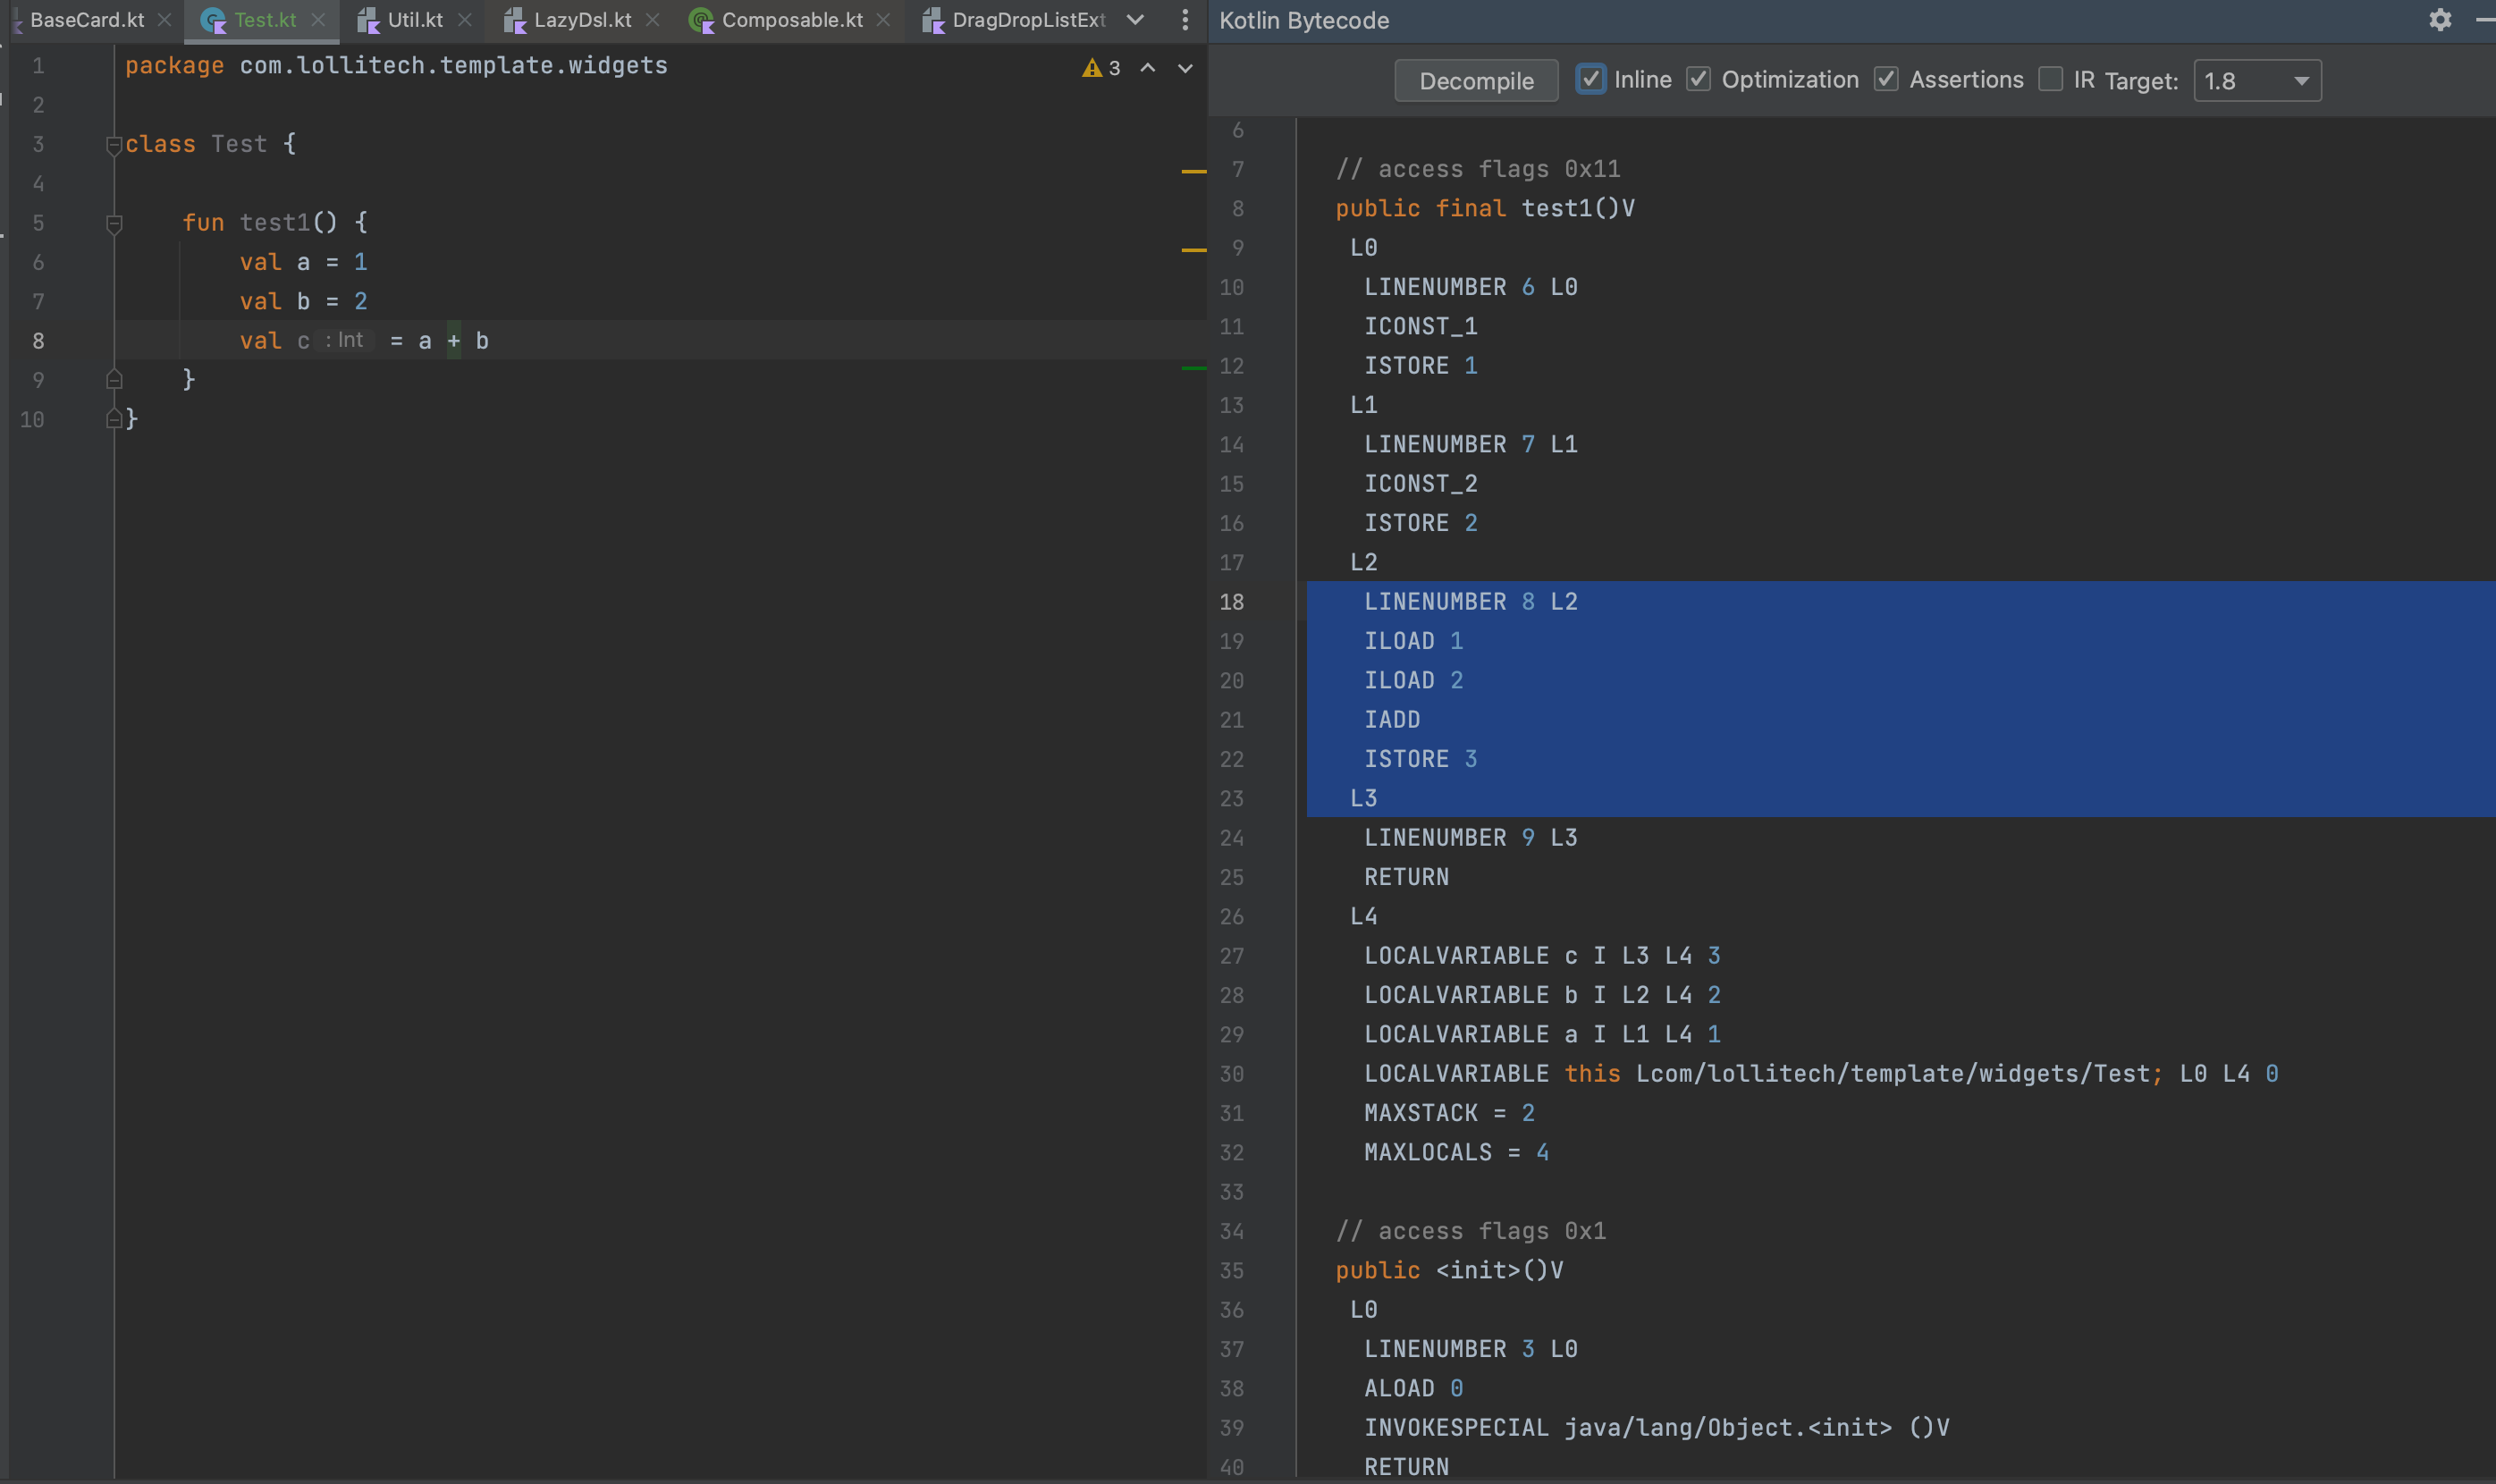 BaseCard.kt Test.kt Util.kt LazyDsl.kt Composable.kt DragDropListExt
1 package com.lollitech.template.widgets 3
2
3 class Test {
4
5 fun test1() {
6 val a = 1
7 val b = 2
8 val c : Int = a + b
9 }
10 }
Kotlin Bytecode
Decompile Inline Optimization Assertions IR Target: 1.8
6
7 // access flags 0x11
8 public final test1()V
9 L0
10 LINENUMBER 6 L0
11 ICONST_1
12 ISTORE 1
13 L1
14 LINENUMBER 7 L1
15 ICONST_2
16 ISTORE 2
17 L2
18 LINENUMBER 8 L2
19 ILOAD 1
20 ILOAD 2
21 IADD
22 ISTORE 3
23 L3
24 LINENUMBER 9 L3
25 RETURN
26 L4
27 LOCALVARIABLE c I L3 L4 3
28 LOCALVARIABLE b I L2 L4 2
29 LOCALVARIABLE a I L1 L4 1
30 LOCALVARIABLE this Lcom/lollitech/template/widgets/Test; L0 L4 0
31 MAXSTACK = 2
32 MAXLOCALS = 4
33
34 // access flags 0x1
35 public <init>()V
36 L0
37 LINENUMBER 3 L0
38 ALOAD 0
39 INVOKESPECIAL java/lang/Object.<init> ()V
40 RETURN